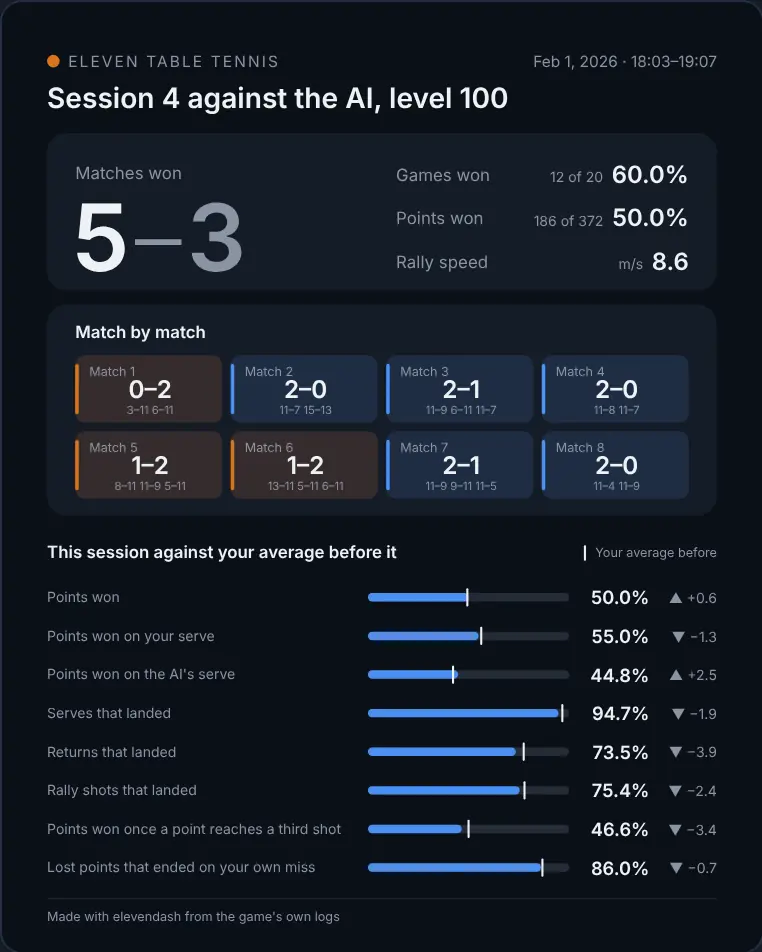 ELEVEN TABLE TENNIS
Feb 1, 2026 · 18:03–19:07
Session 4 against the AI, level 100
Matches won
5–3
Games won 12 of 20 60.0%
Points won 186 of 372 50.0%
Rally speed m/s 8.6
Match by match
Match 1
0–2
3–11 6–11
Match 2
2–0
11–7 15–13
Match 3
2–1
11–9 6–11 11–7
Match 4
2–0
11–8 11–7
Match 5
1–2
8–11 11–9 5–11
Match 6
1–2
13–11 5–11 6–11
Match 7
2–1
11–9 9–11 11–5
Match 8
2–0
11–4 11–9
This session against your average before it
Your average before
Points won 50.0% ▲ +0.6
Points won on your serve 55.0% ▼ −1.3
Points won on the AI's serve 44.8% ▲ +2.5
Serves that landed 94.7% ▼ −1.9
Returns that landed 73.5% ▼ −3.9
Rally shots that landed 75.4% ▼ −2.4
Points won once a point reaches a third shot 46.6% ▼ −3.4
Lost points that ended on your own miss 86.0% ▼ −0.7
Made with elevendash from the game's own logs